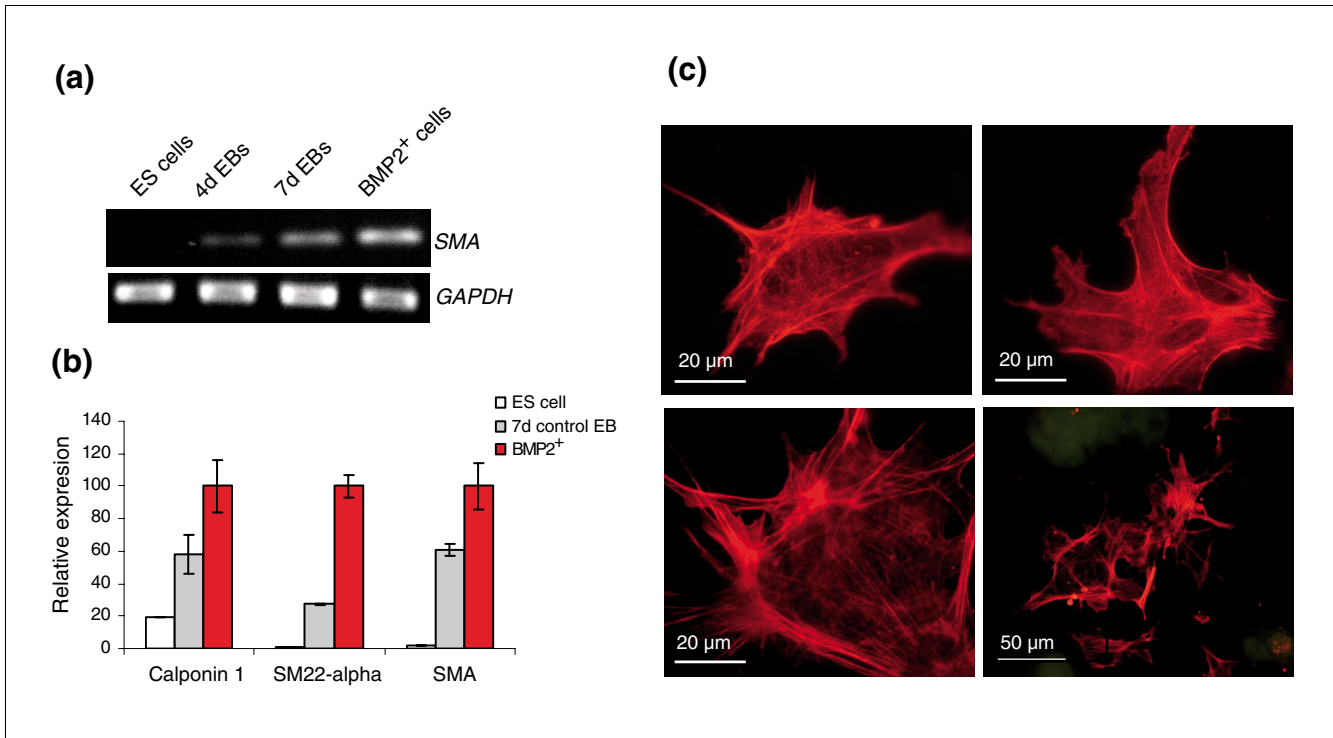 (a)
ES cells
4d EBs
7d EBs
BMP2⁺ cells
SMA
GAPDH
(b)
ES cell
7d control EB
BMP2⁺
Relative expresion
140
120
100
80
60
40
20
0
Calponin 1
SM22-alpha
SMA
(c)
20 μm
20 μm
20 μm
50 μm